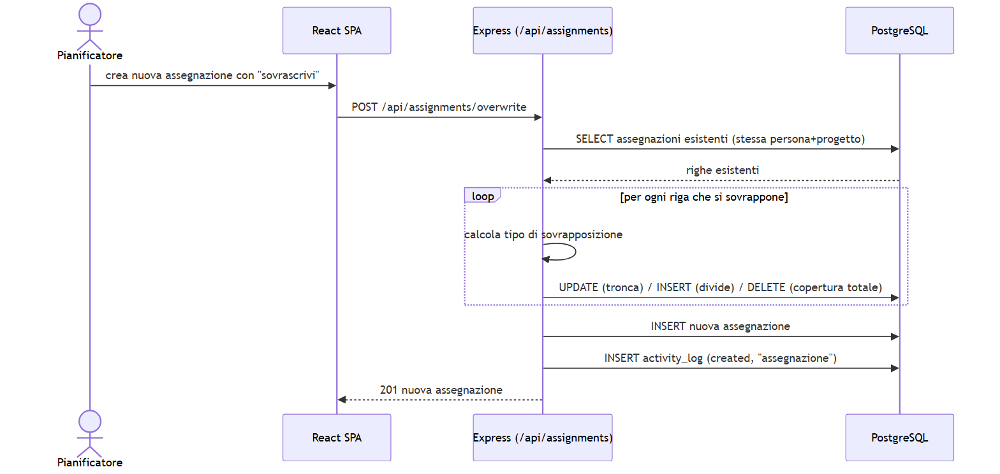 Pianificatore
React SPA
Express (/api/assignments)
PostgreSQL
crea nuova assegnazione con "sovrascrivi"
POST /api/assignments/overwrite
SELECT assegnazioni esistenti (stessa persona+progetto)
righe esistenti
loop
[per ogni riga che si sovrappone]
calcola tipo di sovrapposizione
UPDATE (tronca) / INSERT (divide) / DELETE (copertura totale)
INSERT nuova assegnazione
INSERT activity_log (created, "assegnazione")
201 nuova assegnazione
Pianificatore
React SPA
Express (/api/assignments)
PostgreSQL